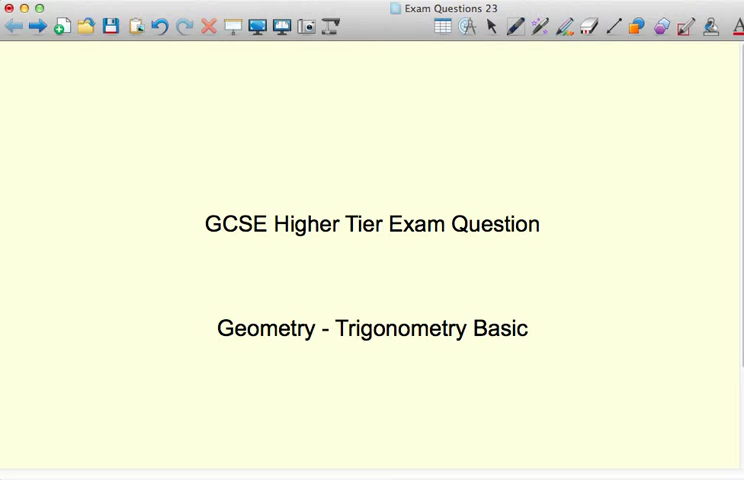 Exam Questions 23
A
GCSE Higher Tier Exam Question
Geometry - Trigonometry Basic